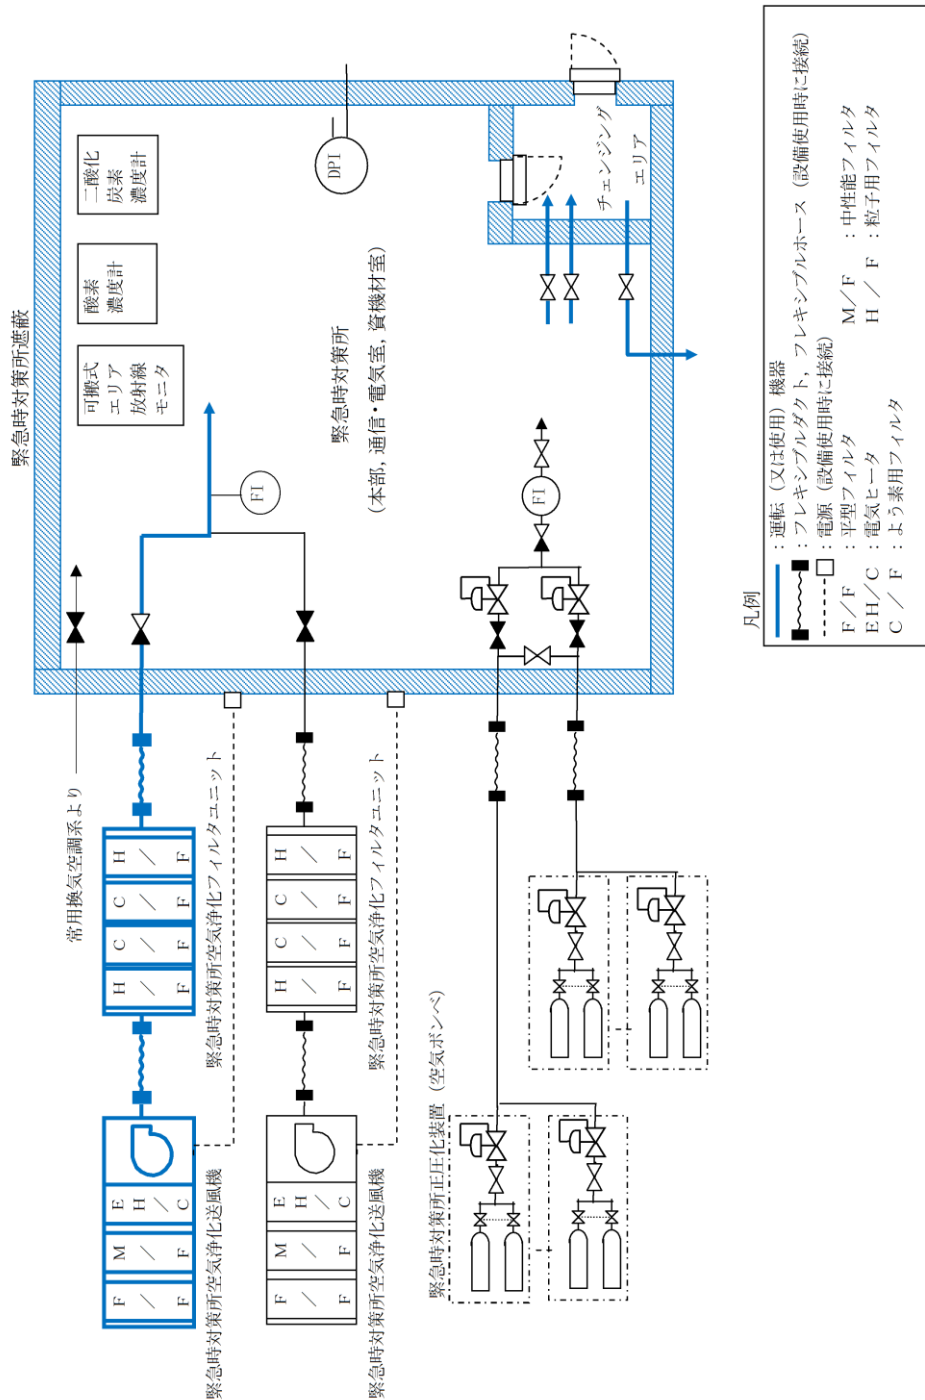 緊急時対策所遮蔽
二酸化
炭素
濃度計
酸素
濃度計
可搬式
エリア
放射線
モニタ
DPI
チェンジング
エリア
緊急時対策所
(本部, 通信・電気室, 資機材室)
FI
FI
常用換気空調系より
H/F
C/F
C/F
H/F
緊急時対策所空気浄化フィルタユニット
H/F
C/F
C/F
H/F
緊急時対策所空気浄化フィルタユニット
F/F
M/F
EH/C
緊急時対策所空気浄化送風機
F/F
M/F
EH/C
緊急時対策所空気浄化送風機
緊急時対策所正圧化装置 (空気ボンベ)
凡例
:運転 (又は使用) 機器
:フレキシブルダクト, フレキシブルホース (設備使用時に接続)
:電源 (設備使用時に接続)
F/F :平型フィルタ M/F :中性能フィルタ
EH/C :電気ヒータ H/F :粒子用フィルタ
C/F :よう素用フィルタ